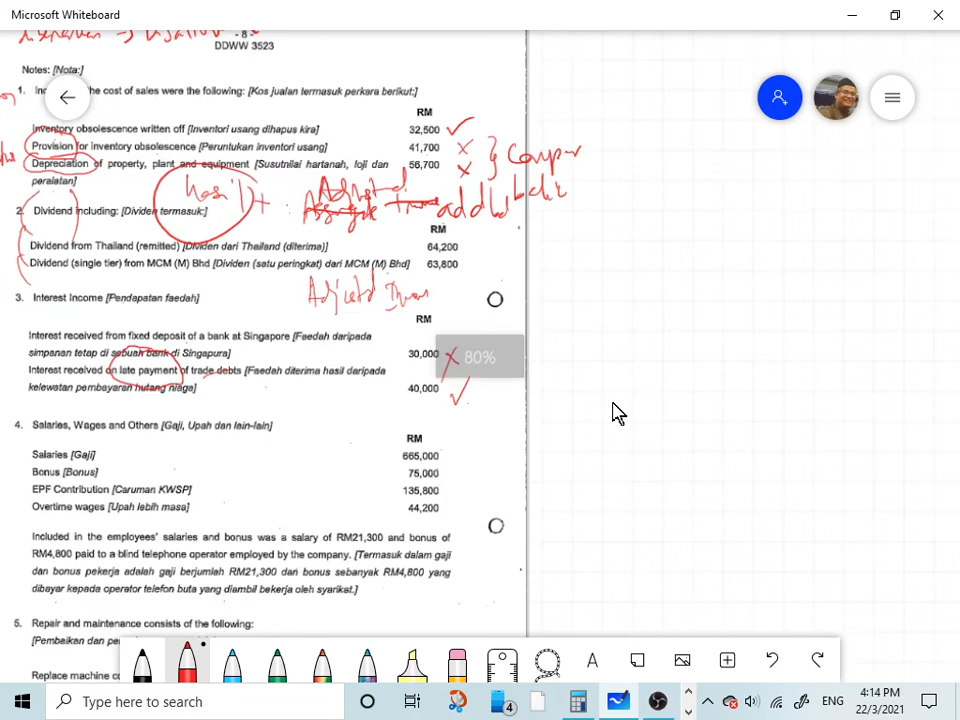 Microsoft Whiteboard
- 8
DDWW 3523
Notes: [Nota:]
1. he cost of sales were the following: [Kos jualan termasuk perkara berikut:]
RM
Inventory obsolescence written off [Inventori usang dihapus kira] 32,500
Provision for inventory obsolescence [Peruntukan inventori usang] 41,700
Depreciation of property, plant and equipment [Susutnilai hartanah, loji dan 56,700
peralatan]
hasil
Adjusted
added back
2. Dividend including: [Dividen termasuk:]
RM
Dividend from Thailand (remitted) [Dividen dari Thailand (diterima)] 64,200
Dividend (single tier) from MCM (M) Bhd [Dividen (satu peringkat) dari MCM (M) Bhd] 63,800
3. Interest Income [Pendapatan faedah]
RM
Interest received from fixed deposit of a bank at Singapore [Faedah daripada
simpanan tetap di sebuah bank di Singapura] 30,000
80%
Interest received on late payment of trade debts [Faedah diterima hasil daripada
kelewatan pembayaran hutang niaga] 40,000
4. Salaries, Wages and Others [Gaji, Upah dan lain-lain]
RM
Salaries [Gaji] 665,000
Bonus [Bonus] 75,000
EPF Contribution [Caruman KWSP] 135,800
Overtime wages [Upah lebih masa] 44,200
Included in the employees' salaries and bonus was a salary of RM21,300 and bonus of
RM4,800 paid to a blind telephone operator employed by the company. [Termasuk dalam gaji
dan bonus pekerja adalah gaji berjumlah RM21,300 dan bonus sebanyak RM4,800 yang
dibayar kepada operator telefon buta yang diambil bekerja oleh syarikat.]
5. Repair and maintenance consists of the following:
[Pembaikan dan
Replace machine
Type here to search
4
ENG
4:14 PM
22/3/2021